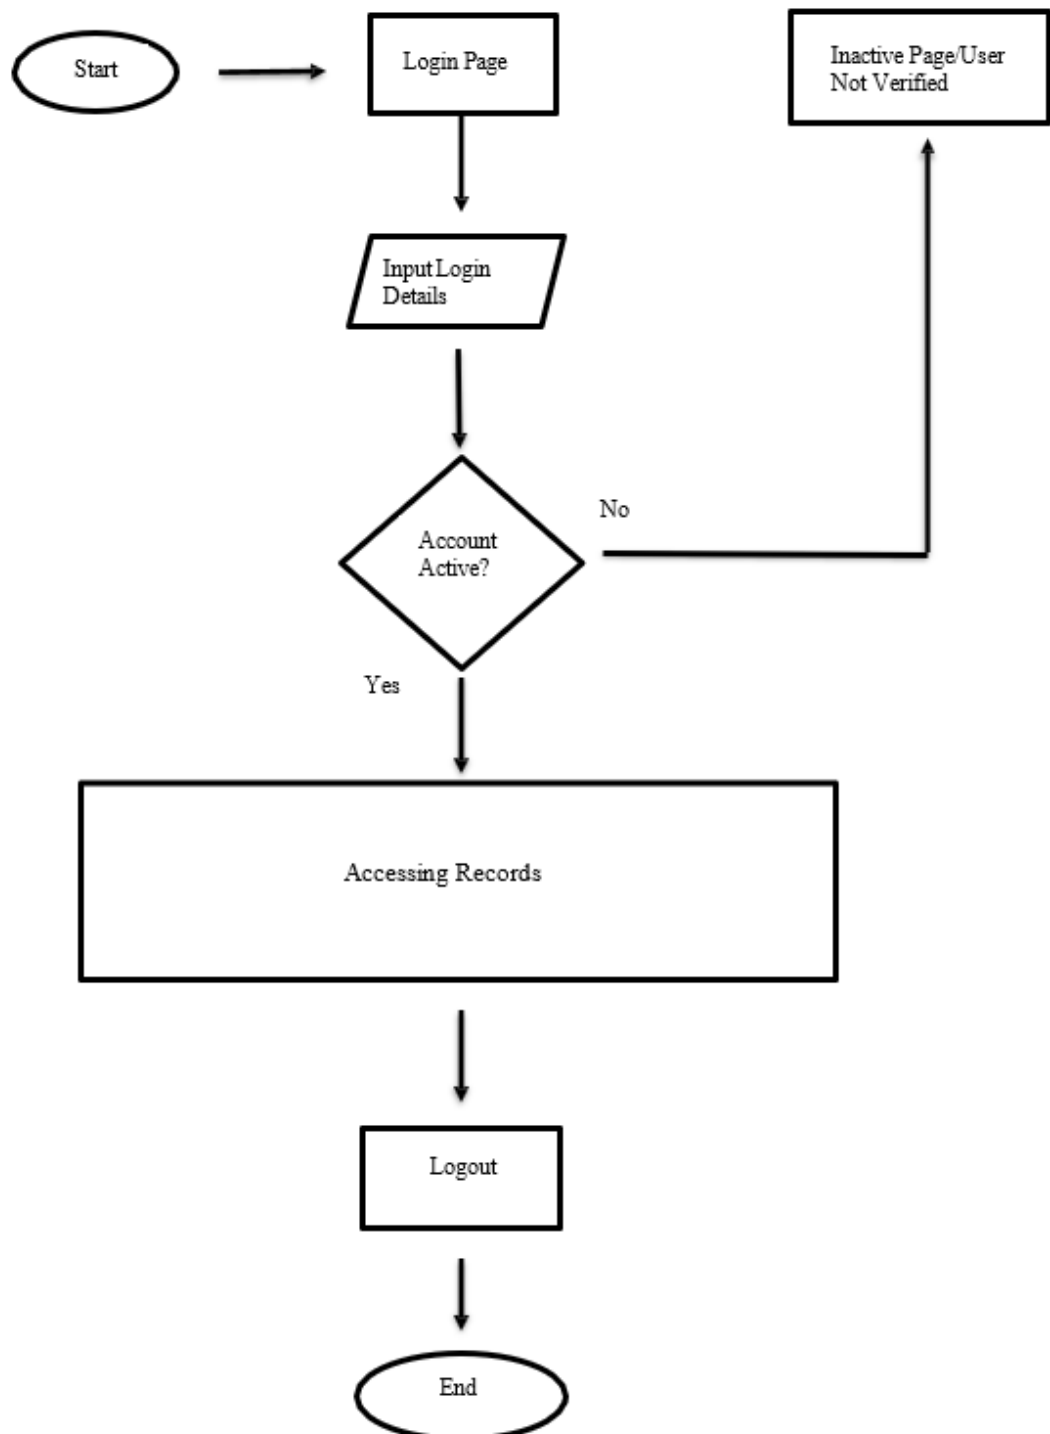 Start
Login Page
Inactive Page/User
Not Verified
Input Login
Details
Account
Active?
No
Yes
Accessing Records
Logout
End